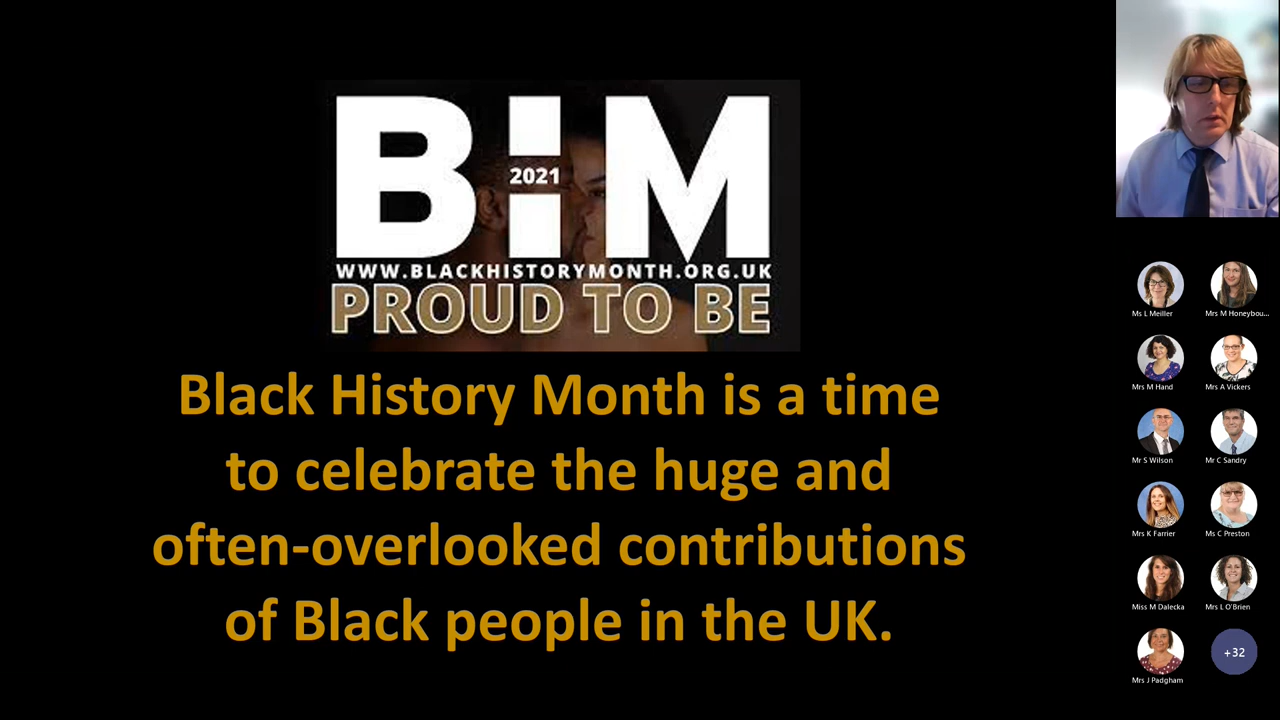 BHM
2021
WWW.BLACKHISTORYMONTH.ORG.UK
PROUD TO BE
Black History Month is a time
to celebrate the huge and
often-overlooked contributions
of Black people in the UK.
Ms L Meiller
Mrs M Honeybou...
Mrs M Hand
Mrs A Vickers
Mr S Wilson
Mr C Sandry
Mrs K Farrier
Ms C Preston
Miss M Dalecka
Mrs L O'Brien
Mrs J Padgham
+32